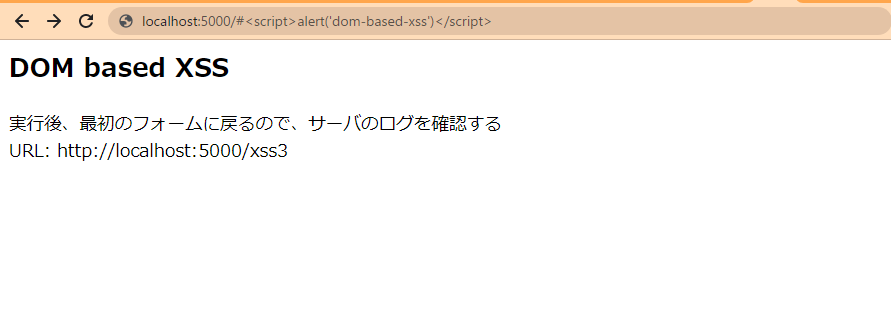 localhost:5000/#<script>alert('dom-based-xss')</script>
DOM based XSS
実行後、最初のフォームに戻るので、サーバのログを確認する
URL: http://localhost:5000/xss3